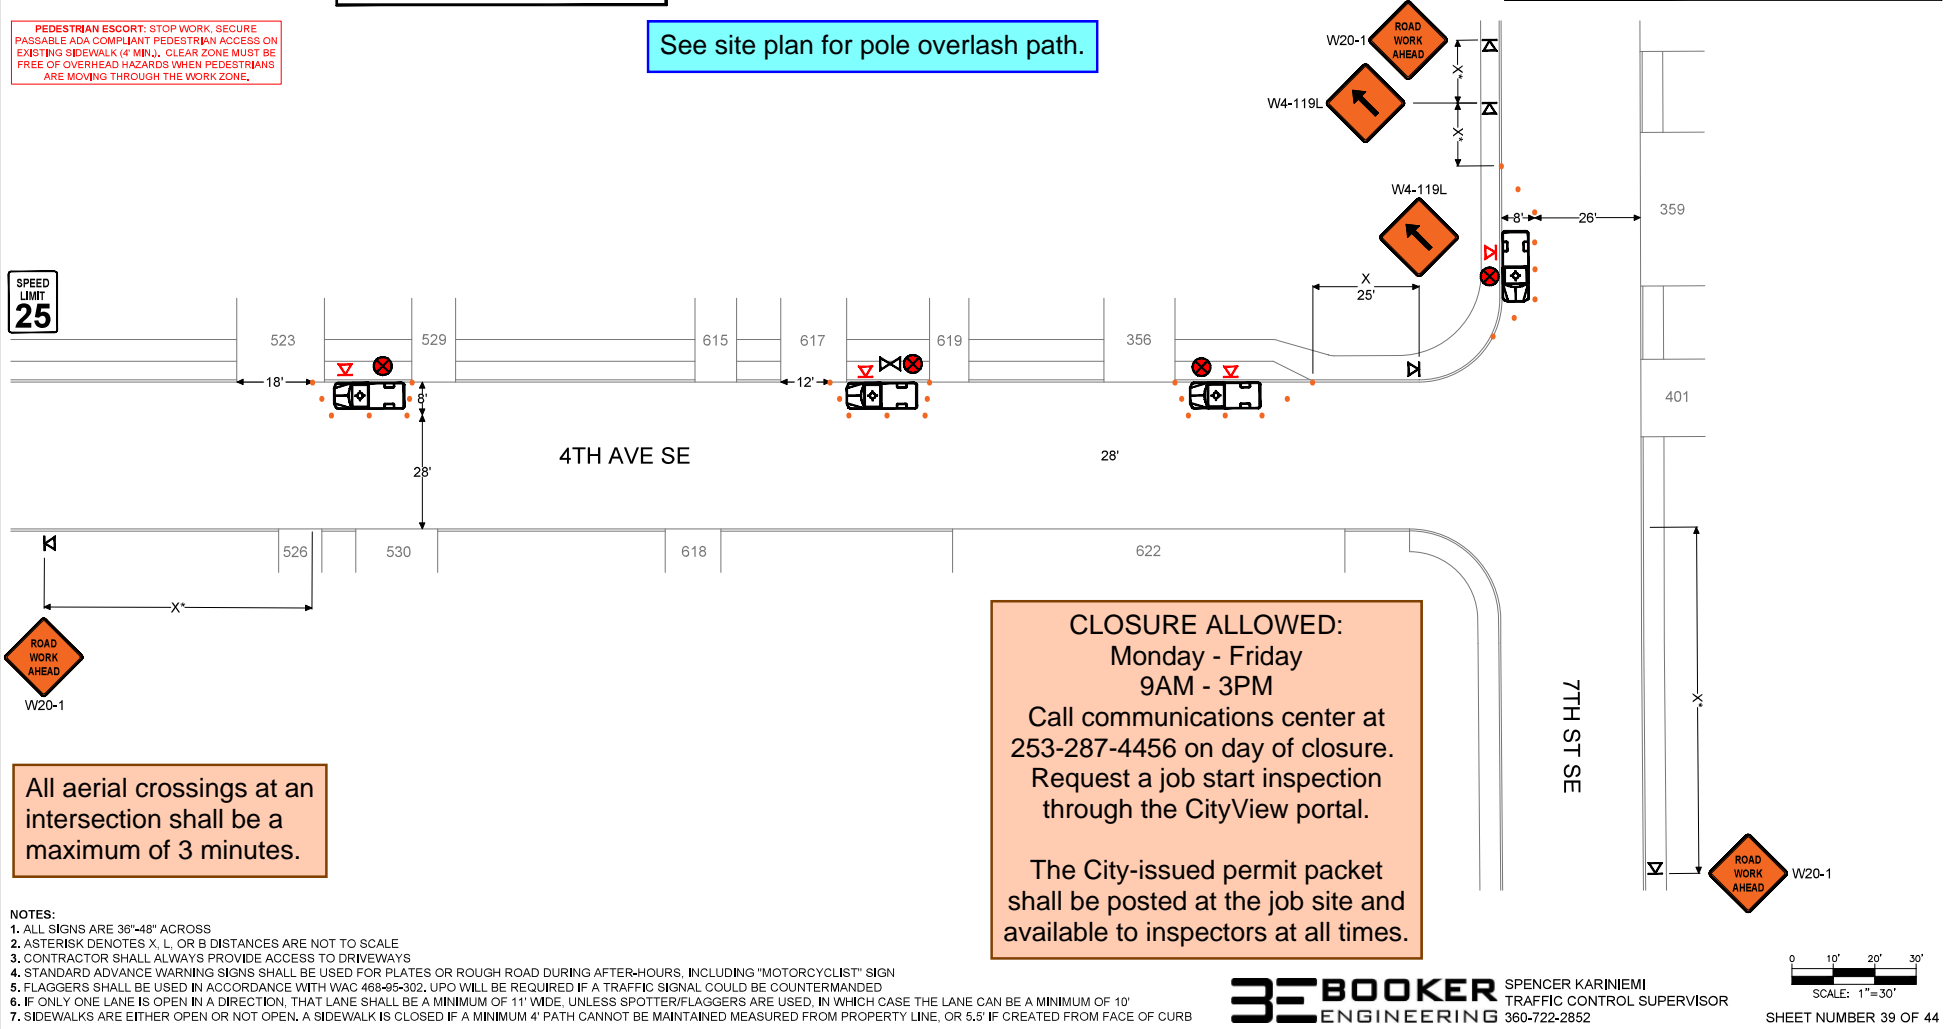 PEDESTRIAN ESCORT: STOP WORK, SECURE
PASSABLE ADA COMPLIANT PEDESTRIAN ACCESS ON
EXISTING SIDEWALK (4' MIN.). CLEAR ZONE MUST BE
FREE OF OVERHEAD HAZARDS WHEN PEDESTRIANS
ARE MOVING THROUGH THE WORK ZONE.
See site plan for pole overlash path.
W20-1
ROAD
WORK
AHEAD
X*
W4-119L
X*
W4-119L
8'
26'
359
SPEED
LIMIT
25
X
25'
523
529
615
617
619
356
401
18'
12'
8'
28'
4TH AVE SE
28'
526
530
618
622
X*
ROAD
WORK
AHEAD
W20-1
CLOSURE ALLOWED:
Monday - Friday
9AM - 3PM
Call communications center at
253-287-4456 on day of closure.
Request a job start inspection
through the CityView portal.
The City-issued permit packet
shall be posted at the job site and
available to inspectors at all times.
7TH ST SE
X*
ROAD
WORK
AHEAD
W20-1
All aerial crossings at an
intersection shall be a
maximum of 3 minutes.
NOTES:
1. ALL SIGNS ARE 36"-48" ACROSS
2. ASTERISK DENOTES X, L, OR B DISTANCES ARE NOT TO SCALE
3. CONTRACTOR SHALL ALWAYS PROVIDE ACCESS TO DRIVEWAYS
4. STANDARD ADVANCE WARNING SIGNS SHALL BE USED FOR PLATES OR ROUGH ROAD DURING AFTER-HOURS, INCLUDING "MOTORCYCLIST" SIGN
5. FLAGGERS SHALL BE USED IN ACCORDANCE WITH WAC 468-95-302. UPO WILL BE REQUIRED IF A TRAFFIC SIGNAL COULD BE COUNTERMANDED
6. IF ONLY ONE LANE IS OPEN IN A DIRECTION, THAT LANE SHALL BE A MINIMUM OF 11' WIDE, UNLESS SPOTTER/FLAGGERS ARE USED, IN WHICH CASE THE LANE CAN BE A MINIMUM OF 10'
7. SIDEWALKS ARE EITHER OPEN OR NOT OPEN. A SIDEWALK IS CLOSED IF A MINIMUM 4' PATH CANNOT BE MAINTAINED MEASURED FROM PROPERTY LINE, OR 5.5' IF CREATED FROM FACE OF CURB
BOOKER
ENGINEERING
SPENCER KARINIEMI
TRAFFIC CONTROL SUPERVISOR
360-722-2852
0 10' 20' 30'
SCALE: 1"=30'
SHEET NUMBER 39 OF 44